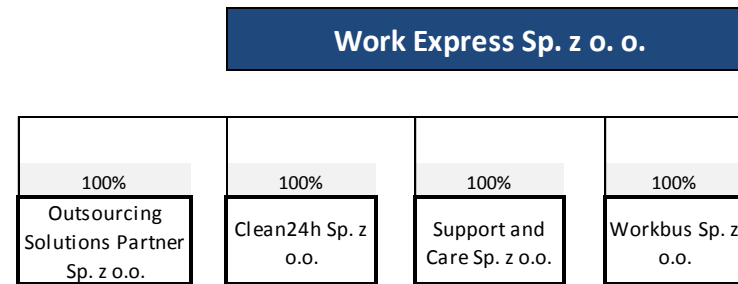 Work Express Sp. z o. o.
100% 100% 100% 100%
Outsourcing
Solutions Partner
Sp. z o.o.
Clean24h Sp. z
o.o.
Support and
Care Sp. z o.o.
Workbus Sp. z
o.o.